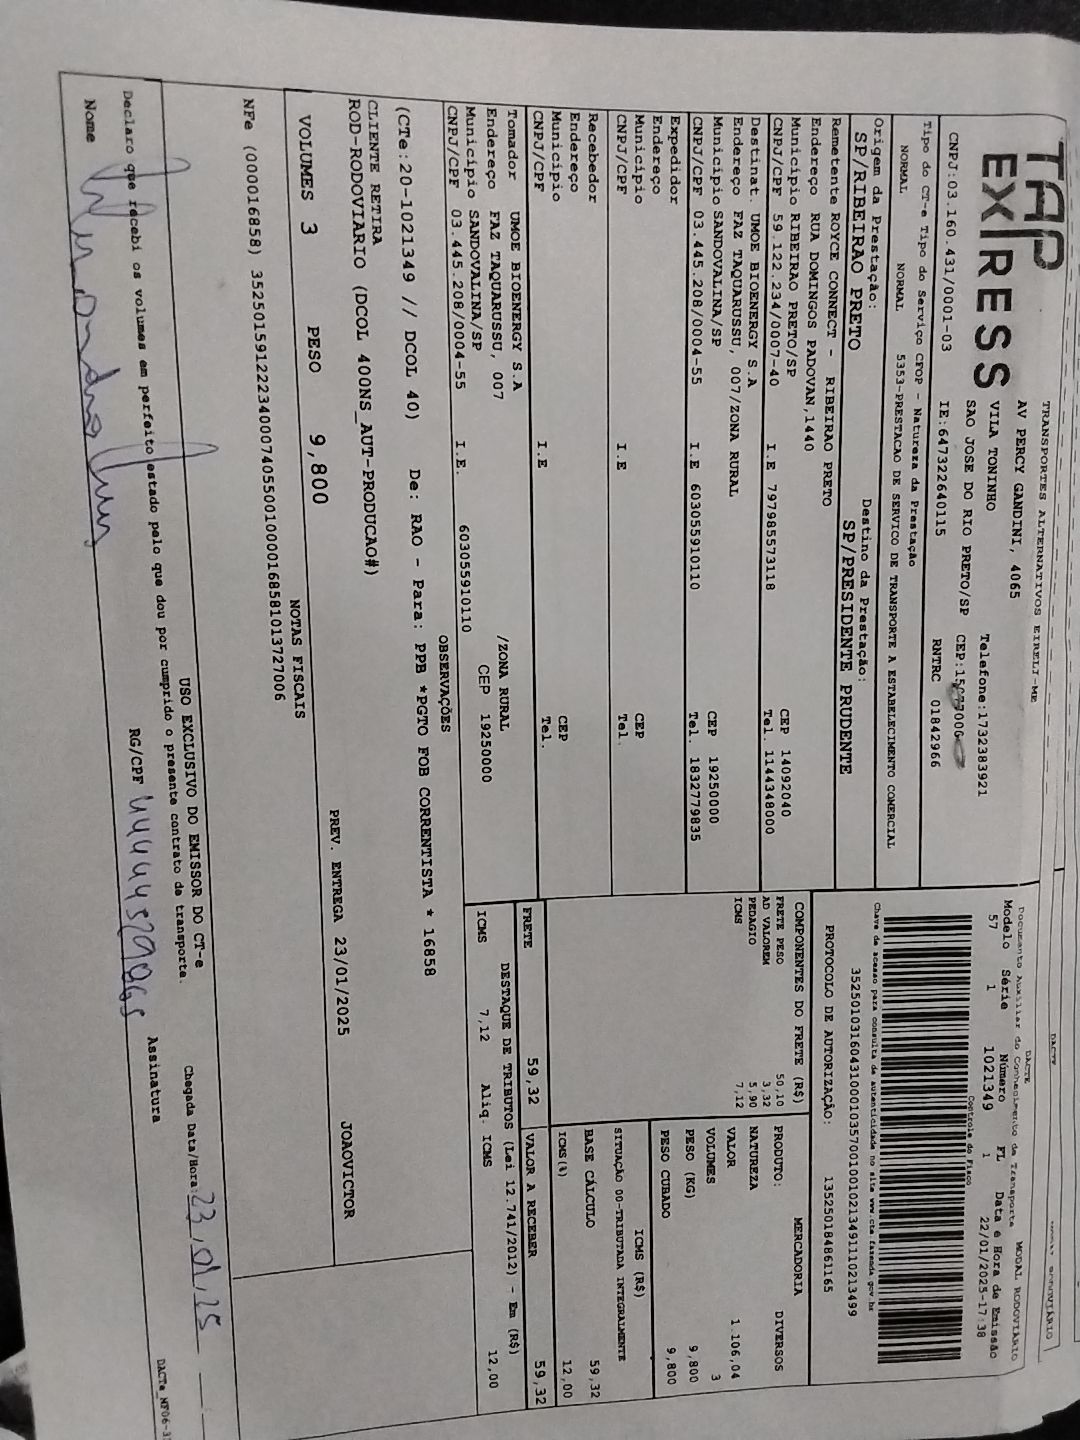 TRANSPORTES ALTERNATIVOS EIRELI-ME
TAP EXPRESS
AV PERCY GANDINI, 4065
VILA TONINHO Telefone:1732383921
SAO JOSE DO RIO PRETO/SP
CNPJ:03.160.431/0001-03 IE:647322640115 RNTRC 01842966
DACTE
DACTE
Documento Auxiliar do Conhecimento de Transporte MODAL RODOVIARIO
Modelo Série Número FL Data e Hora de Emissão
57 1 1021349 1 22/01/2025-17:38
Controle do Fisco
Chave de acesso para consulta de autenticidade no site www.cte.fazenda.gov.br
35250103160431000103570010010213491110213499
PROTOCOLO DE AUTORIZAÇÃO: 135250184861165
Tipo do CT-e Tipo do Serviço CFOP - Natureza da Prestação
NORMAL NORMAL 5353-PRESTACAO DE SERVICO DE TRANSPORTE A ESTABELECIMENTO COMERCIAL
Origem da Prestação: Destino da Prestação:
SP/RIBEIRAO PRETO SP/PRESIDENTE PRUDENTE
Remetente ROYCE CONNECT - RIBEIRAO PRETO
Endereço RUA DOMINGOS PADOVAN,1440
Município RIBEIRAO PRETO/SP CEP 14092040
CNPJ/CPF 59.122.234/0007-40 I.E 797985573118 Tel. 1144348000
Destinat. UMOE BIOENERGY S.A
Endereço FAZ TAQUARUSSU, 007/ZONA RURAL
Município SANDOVALINA/SP CEP 19250000
CNPJ/CPF 03.445.208/0004-55 I.E 603055910110 Tel. 1832779835
Expedidor
Endereço
Município CEP
CNPJ/CPF I.E Tel.
Recebedor
Endereço
Município CEP
CNPJ/CPF I.E Tel.
Tomador UMOE BIOENERGY S.A
Endereço FAZ TAQUARUSSU, 007 /ZONA RURAL
Município SANDOVALINA/SP CEP 19250000
CNPJ/CPF 03.445.208/0004-55 I.E. 603055910110
COMPONENTES DO FRETE (R$)
FRETE PESO 50,10
AD VALOREM 3,32
PEDAGIO 5,90
ICMS 7,12
MERCADORIA
PRODUTO: DIVERSOS
NATUREZA
VALOR 1.106,04
VOLUMES 3
PESO (KG) 9,800
PESO CUBADO 9,800
ICMS (R$)
SITUAÇÃO 00-TRIBUTADA INTEGRALMENTE
BASE CÁLCULO 59,32
ICMS (%) 12,00
FRETE 59,32 VALOR A RECEBER 59,32
DESTAQUE DE TRIBUTOS (Lei 12.741/2012) - Em (R$)
ICMS 7,12 Aliq. ICMS 12,00
OBSERVAÇÕES
(CTe:20-1021349 // DCOL 40) De: RAO - Para: PPB *PGTO FOB CORRENTISTA * 16858
CLIENTE RETIRA
ROD-RODOVIARIO (DCOL 400NS AUT-PRODUCAO#)
VOLUMES 3 PESO 9,800 PREV. ENTREGA 23/01/2025 JOAOVICTOR
NOTAS FISCAIS
NFe (000016858) 35250159122234000740550010000168581013727006
USO EXCLUSIVO DO EMISSOR DO CT-e
Declaro que recebi os volumes em perfeito estado pelo que dou por cumprido o presente contrato de transporte.
Chegada Data/Hora: 23,01,25
Nome RG/CPF Assinatura